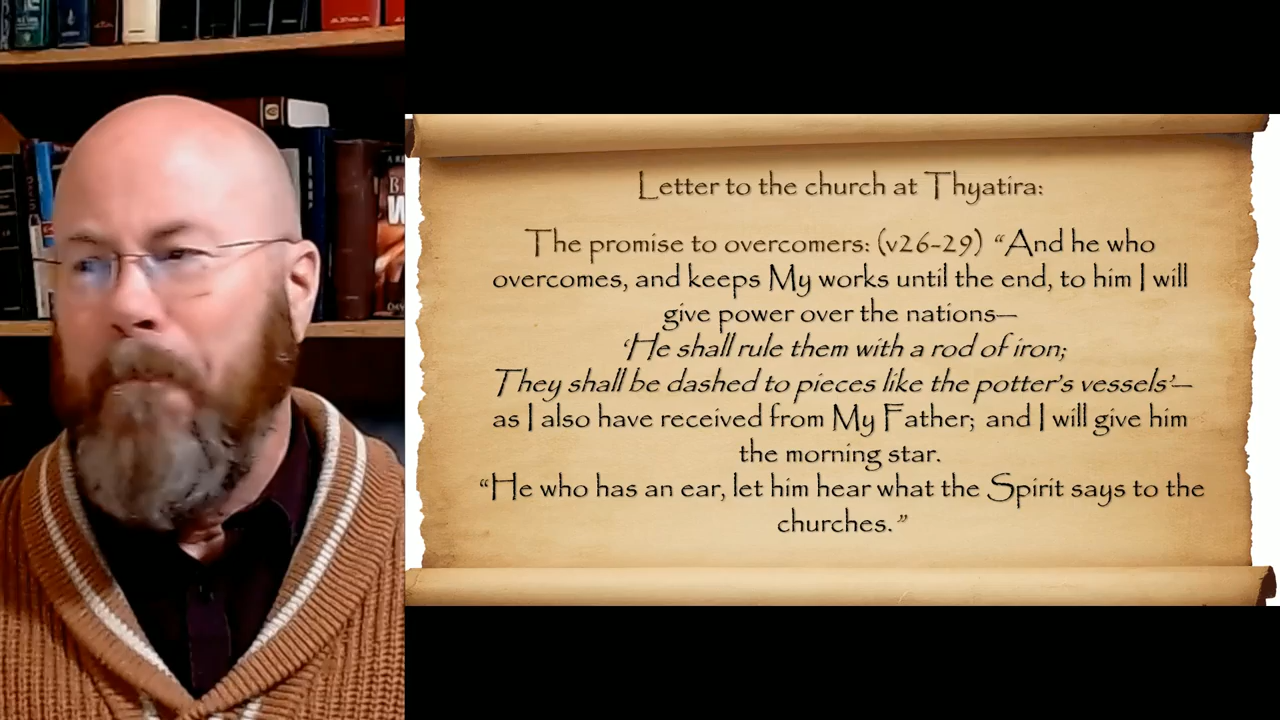 Letter to the church at Thyatira:
The promise to overcomers: (v26-29) “And he who
overcomes, and keeps My works until the end, to him I will
give power over the nations—
‘He shall rule them with a rod of iron;
They shall be dashed to pieces like the potter’s vessels’—
as I also have received from My Father; and I will give him
the morning star.
“He who has an ear, let him hear what the Spirit says to the
churches.”